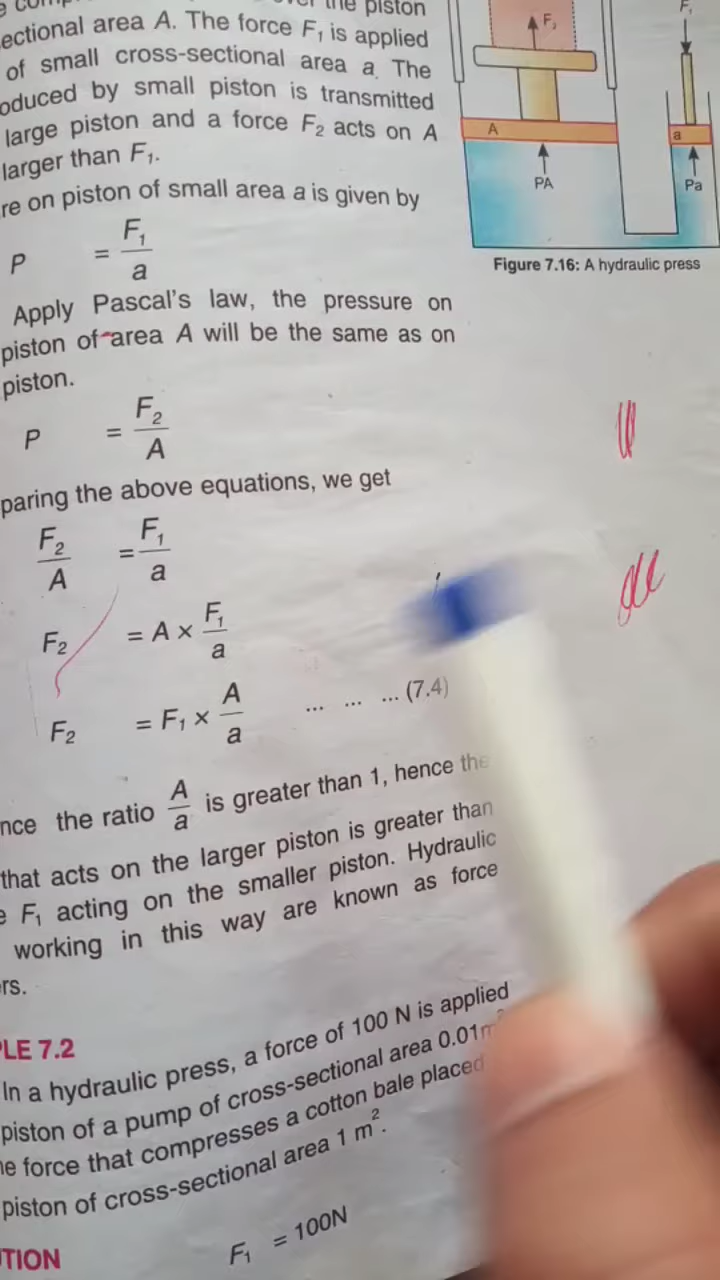 the piston
ectional area A. The force F₁ is applied
of small cross-sectional area a. The
oduced by small piston is transmitted
large piston and a force F₂ acts on A
larger than F₁.
re on piston of small area a is given by
P = F₁/a
Apply Pascal's law, the pressure on
piston of area A will be the same as on
piston.
P = F₂/A
paring the above equations, we get
F₂/A = F₁/a
F₂ = A × F₁/a
F₂ = F₁ × A/a ... ... ... (7.4)
nce the ratio A/a is greater than 1, hence the
that acts on the larger piston is greater than
e F₁ acting on the smaller piston. Hydraulic
working in this way are known as force
rs.
PLE 7.2
In a hydraulic press, a force of 100 N is applied
piston of a pump of cross-sectional area 0.01m²
he force that compresses a cotton bale placed
piston of cross-sectional area 1 m².
TION
F₁ = 100N
F₂
F₁
A
a
PA
Pa
Figure 7.16: A hydraulic press